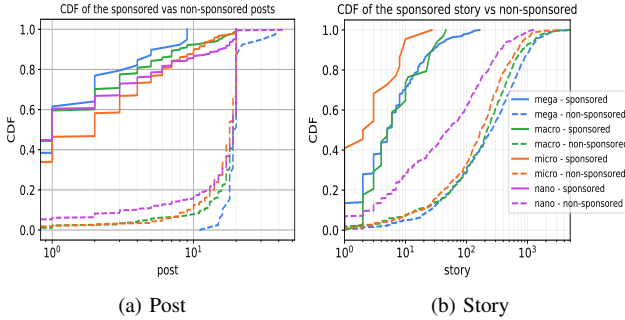 CDF of the sponsored vas non-sponsored posts
CDF
1.0
0.8
0.6
0.4
0.2
0.0
10^0
10^1
post
(a) Post
CDF of the sponsored story vs non-sponsored
CDF
1.0
0.8
0.6
0.4
0.2
0.0
10^0
10^1
10^2
10^3
story
mega - sponsored
mega - non-sponsored
macro - sponsored
macro - non-sponsored
micro - sponsored
micro - non-sponsored
nano - sponsored
nano - non-sponsored
(b) Story